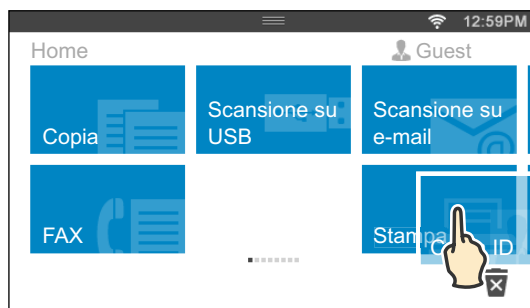 12:59PM
Home
Guest
Copia
Scansione su
USB
Scansione su
e-mail
FAX
Stampa
ID